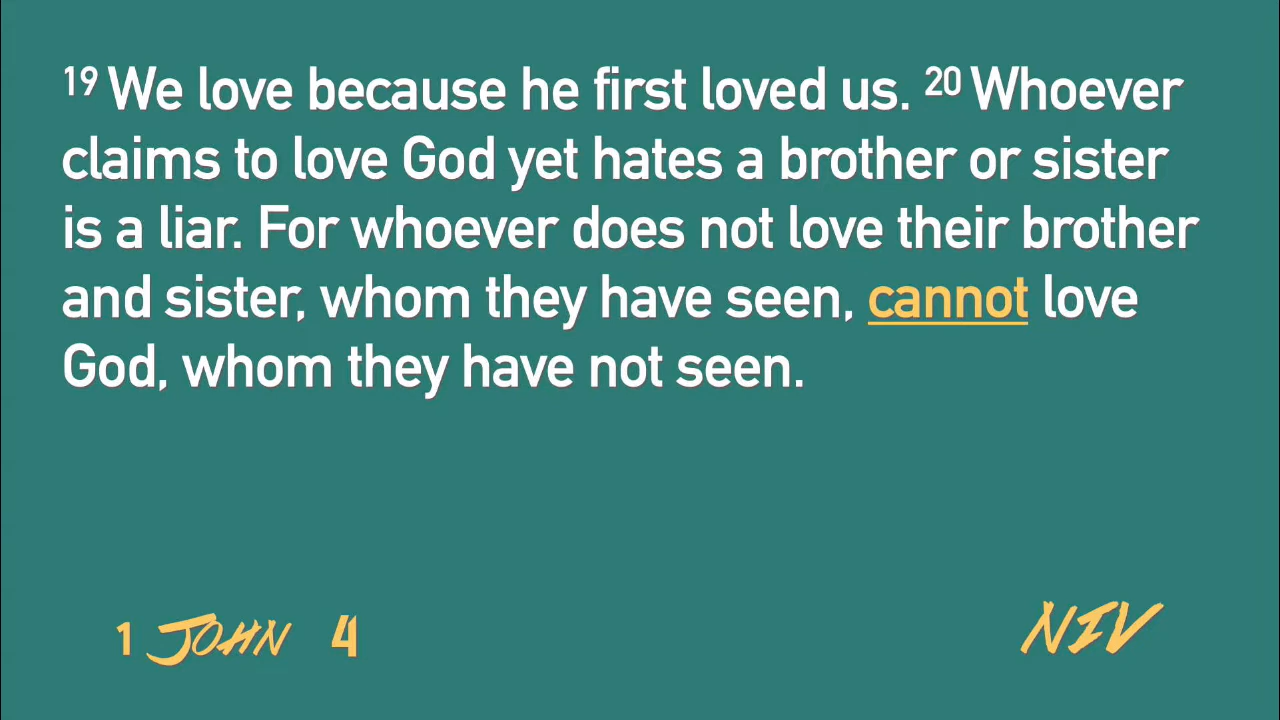 19 We love because he first loved us. 20 Whoever
claims to love God yet hates a brother or sister
is a liar. For whoever does not love their brother
and sister, whom they have seen, cannot love
God, whom they have not seen.
1 JOHN 4
NIV